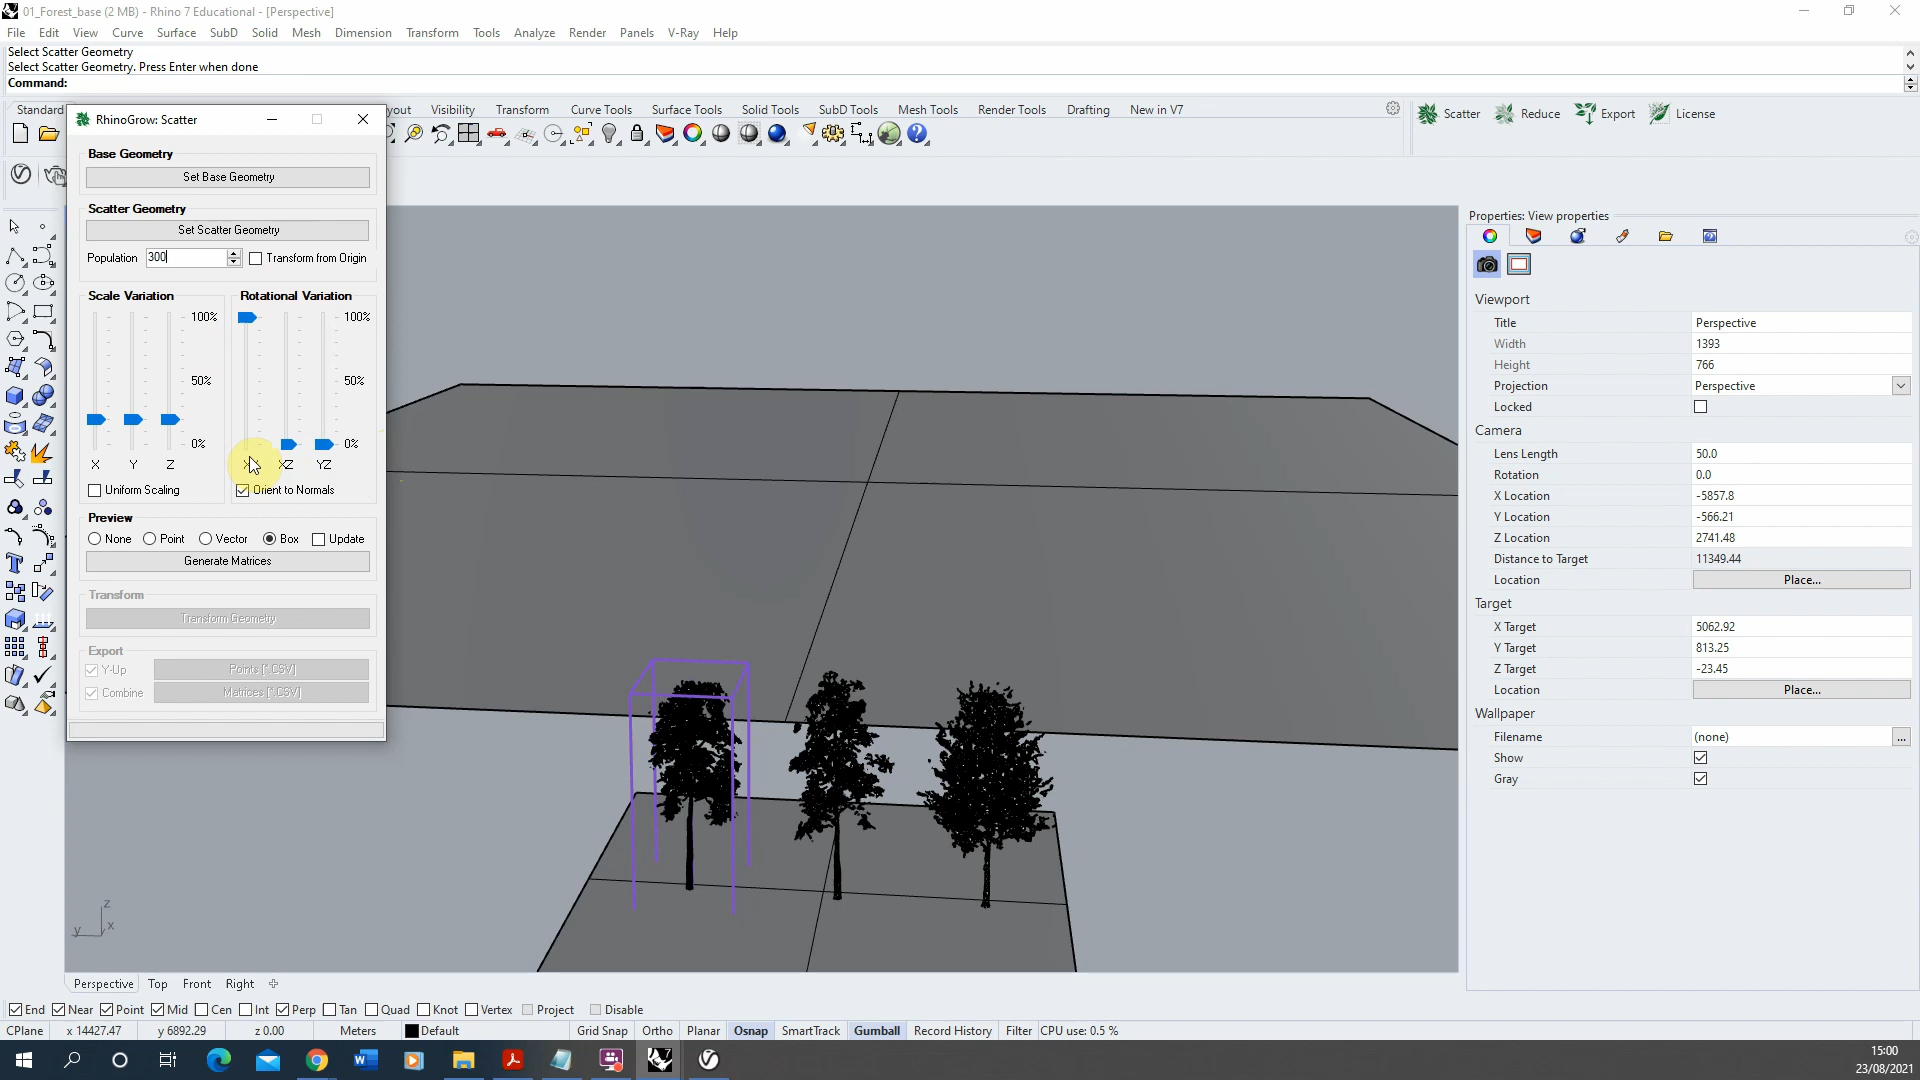 01_Forest_base (2 MB) - Rhino 7 Educational - [Perspective]
File Edit View Curve Surface SubD Solid Mesh Dimension Transform Tools Analyze Render Panels V-Ray Help
Select Scatter Geometry
Select Scatter Geometry. Press Enter when done
Command:
Standard yout Visibility Transform Curve Tools Surface Tools Solid Tools SubD Tools Mesh Tools Render Tools Drafting New in V7
Scatter Reduce Export License
RhinoGrow: Scatter
Base Geometry
Set Base Geometry
Scatter Geometry
Set Scatter Geometry
Population 300 Transform from Origin
Scale Variation Rotational Variation
100% 100%
50% 50%
0% 0%
X Y Z XZ YZ
Uniform Scaling Orient to Normals
Preview
None Point Vector Box Update
Generate Matrices
Transform
Transform Geometry
Export
Y-Up Points [*.CSV]
Combine Matrices [*.CSV]
z
y x
Properties: View properties
Viewport
Title Perspective
Width 1393
Height 766
Projection Perspective
Locked
Camera
Lens Length 50.0
Rotation 0.0
X Location -5857.8
Y Location -566.21
Z Location 2741.48
Distance to Target 11349.44
Location Place...
Target
X Target 5062.92
Y Target 813.25
Z Target -23.45
Location Place...
Wallpaper
Filename (none) ...
Show
Gray
Perspective Top Front Right
End Near Point Mid Cen Int Perp Tan Quad Knot Vertex Project Disable
CPlane x 14427.47 y 6892.29 z 0.00 Meters Default Grid Snap Ortho Planar Osnap SmartTrack Gumball Record History Filter CPU use: 0.5 %
15:00
23/08/2021